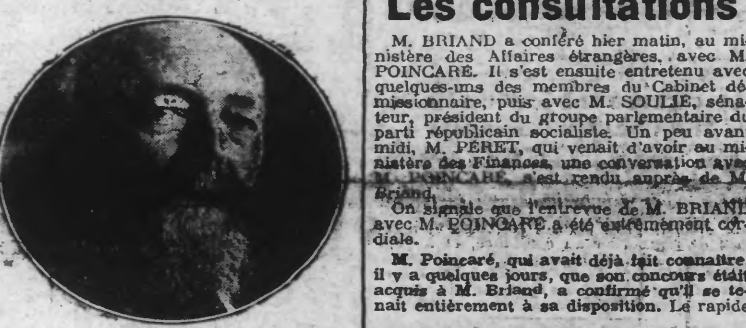 Les consultations
M. BRIAND a conféré hier matin, au mi-
nistère des Affaires étrangères, avec M.
POINCARÉ. Il s'est ensuite entretenu avec
quelques-uns des membres du Cabinet dé-
missionnaire, puis avec M. SOULIÉ, séna-
teur, président du groupe parlementaire du
parti républicain socialiste. Un peu avant
midi, M. PÉRET, qui venait d'avoir au mi-
nistère des Finances, une conversation avec
M. POINCARÉ, s'est rendu auprès de M.
Briand.
On signale que l'entrevue de M. BRIAND
avec M. POINCARÉ a été extrêmement cor-
diale.
M. Poincaré, qui avait déjà fait connaître
il y a quelques jours, que son concours était
acquis à M. Briand, a confirmé qu'il se te-
nait entièrement à sa disposition. Le rapide